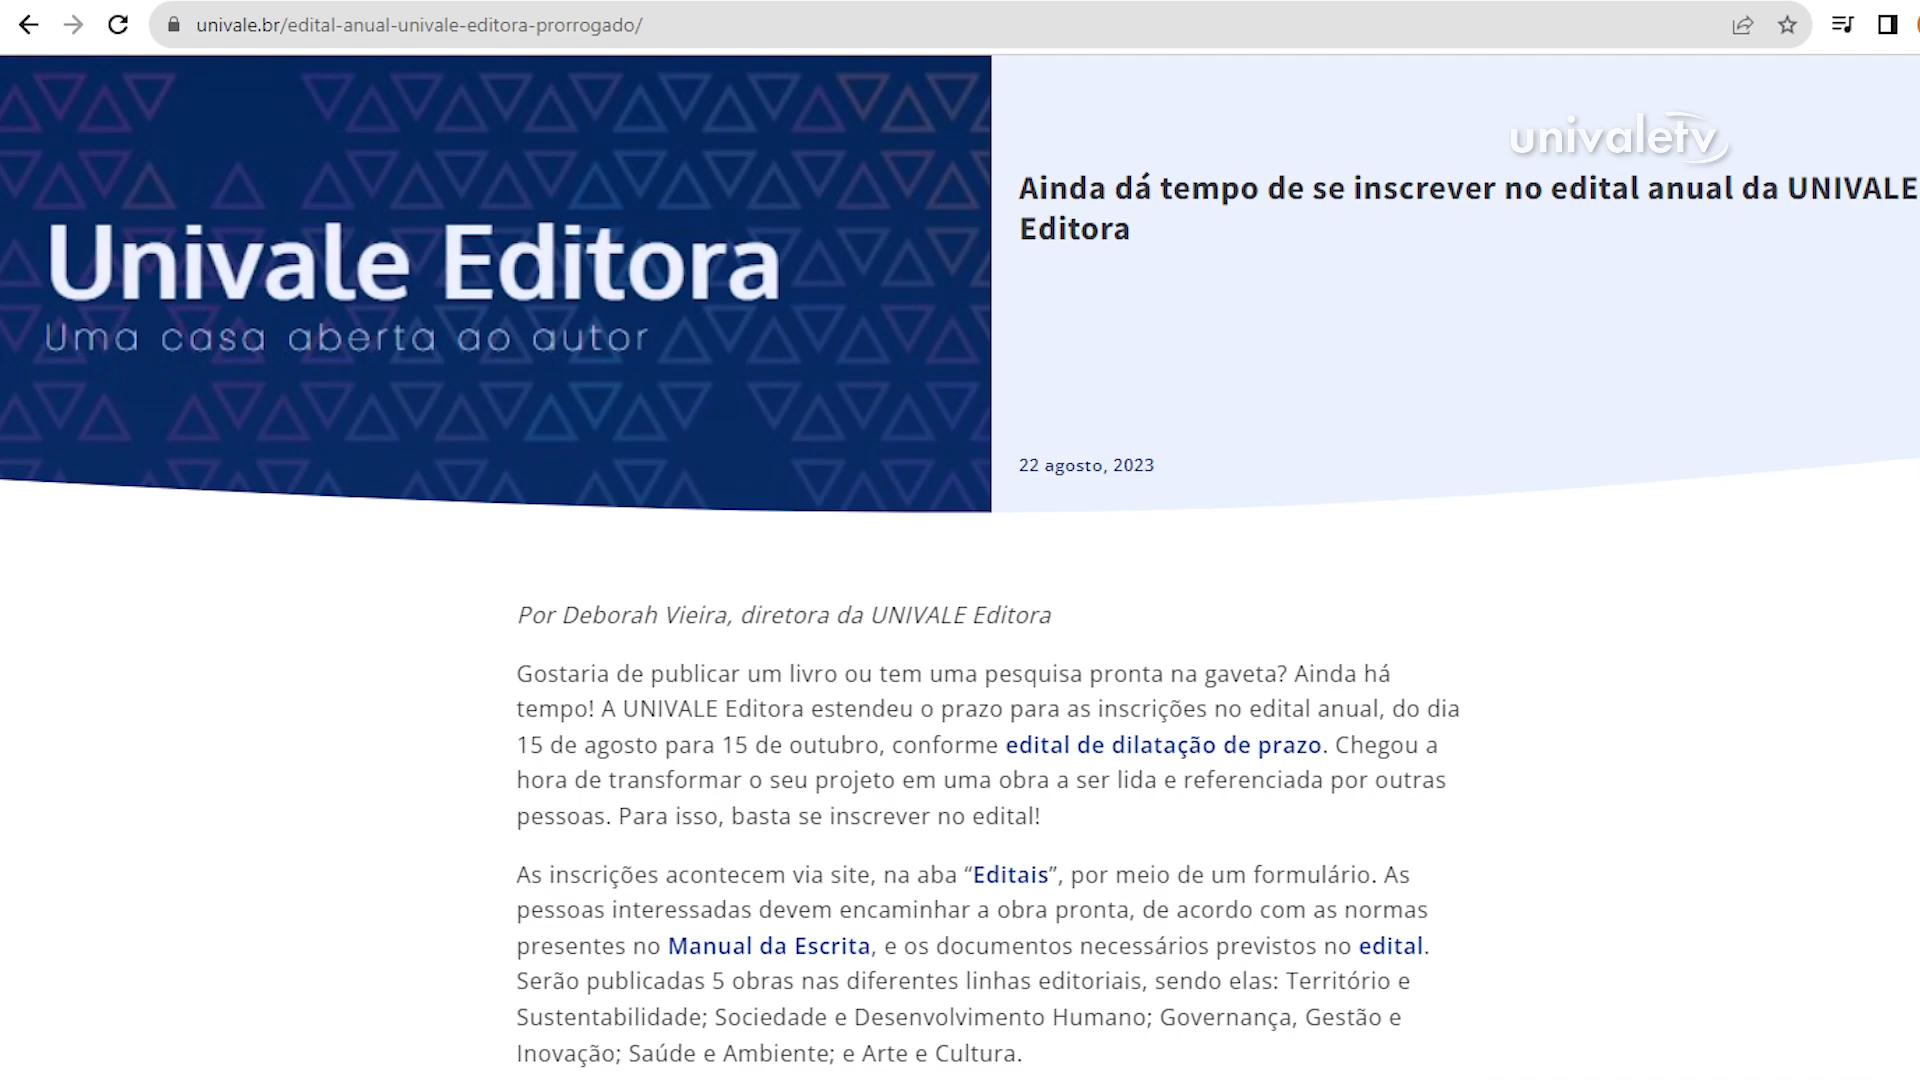 univale.br/edital-anual-univale-editora-prorrogado/
univaletv
Univale Editora
Uma casa aberta ao autor
Ainda dá tempo de se inscrever no edital anual da UNIVALE
Editora
22 agosto, 2023
Por Deborah Vieira, diretora da UNIVALE Editora
Gostaria de publicar um livro ou tem uma pesquisa pronta na gaveta? Ainda há
tempo! A UNIVALE Editora estendeu o prazo para as inscrições no edital anual, do dia
15 de agosto para 15 de outubro, conforme edital de dilatação de prazo. Chegou a
hora de transformar o seu projeto em uma obra a ser lida e referenciada por outras
pessoas. Para isso, basta se inscrever no edital!
As inscrições acontecem via site, na aba “Editais”, por meio de um formulário. As
pessoas interessadas devem encaminhar a obra pronta, de acordo com as normas
presentes no Manual da Escrita, e os documentos necessários previstos no edital.
Serão publicadas 5 obras nas diferentes linhas editoriais, sendo elas: Território e
Sustentabilidade; Sociedade e Desenvolvimento Humano; Governança, Gestão e
Inovação; Saúde e Ambiente; e Arte e Cultura.